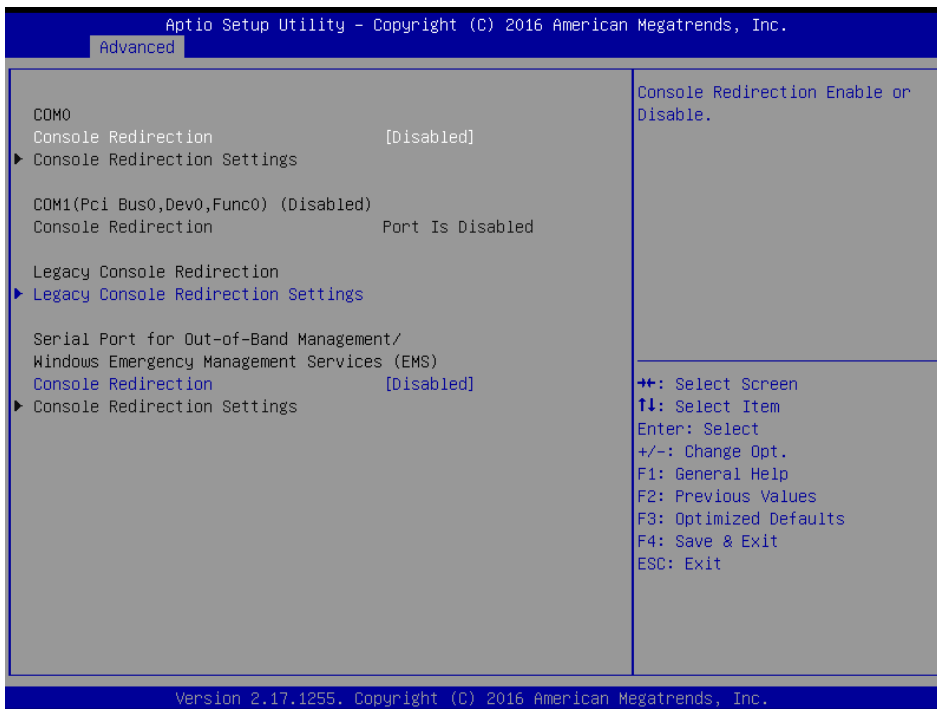 Aptio Setup Utility – Copyright (C) 2016 American Megatrends, Inc.
Advanced
COM0
Console Redirection [Disabled]
▶ Console Redirection Settings
COM1(Pci Bus0,Dev0,Func0) (Disabled)
Console Redirection Port Is Disabled
Legacy Console Redirection
▶ Legacy Console Redirection Settings
Serial Port for Out-of-Band Management/
Windows Emergency Management Services (EMS)
Console Redirection [Disabled]
▶ Console Redirection Settings
Console Redirection Enable or
Disable.
→←: Select Screen
↑↓: Select Item
Enter: Select
+/-: Change Opt.
F1: General Help
F2: Previous Values
F3: Optimized Defaults
F4: Save & Exit
ESC: Exit
Version 2.17.1255. Copyright (C) 2016 American Megatrends, Inc.